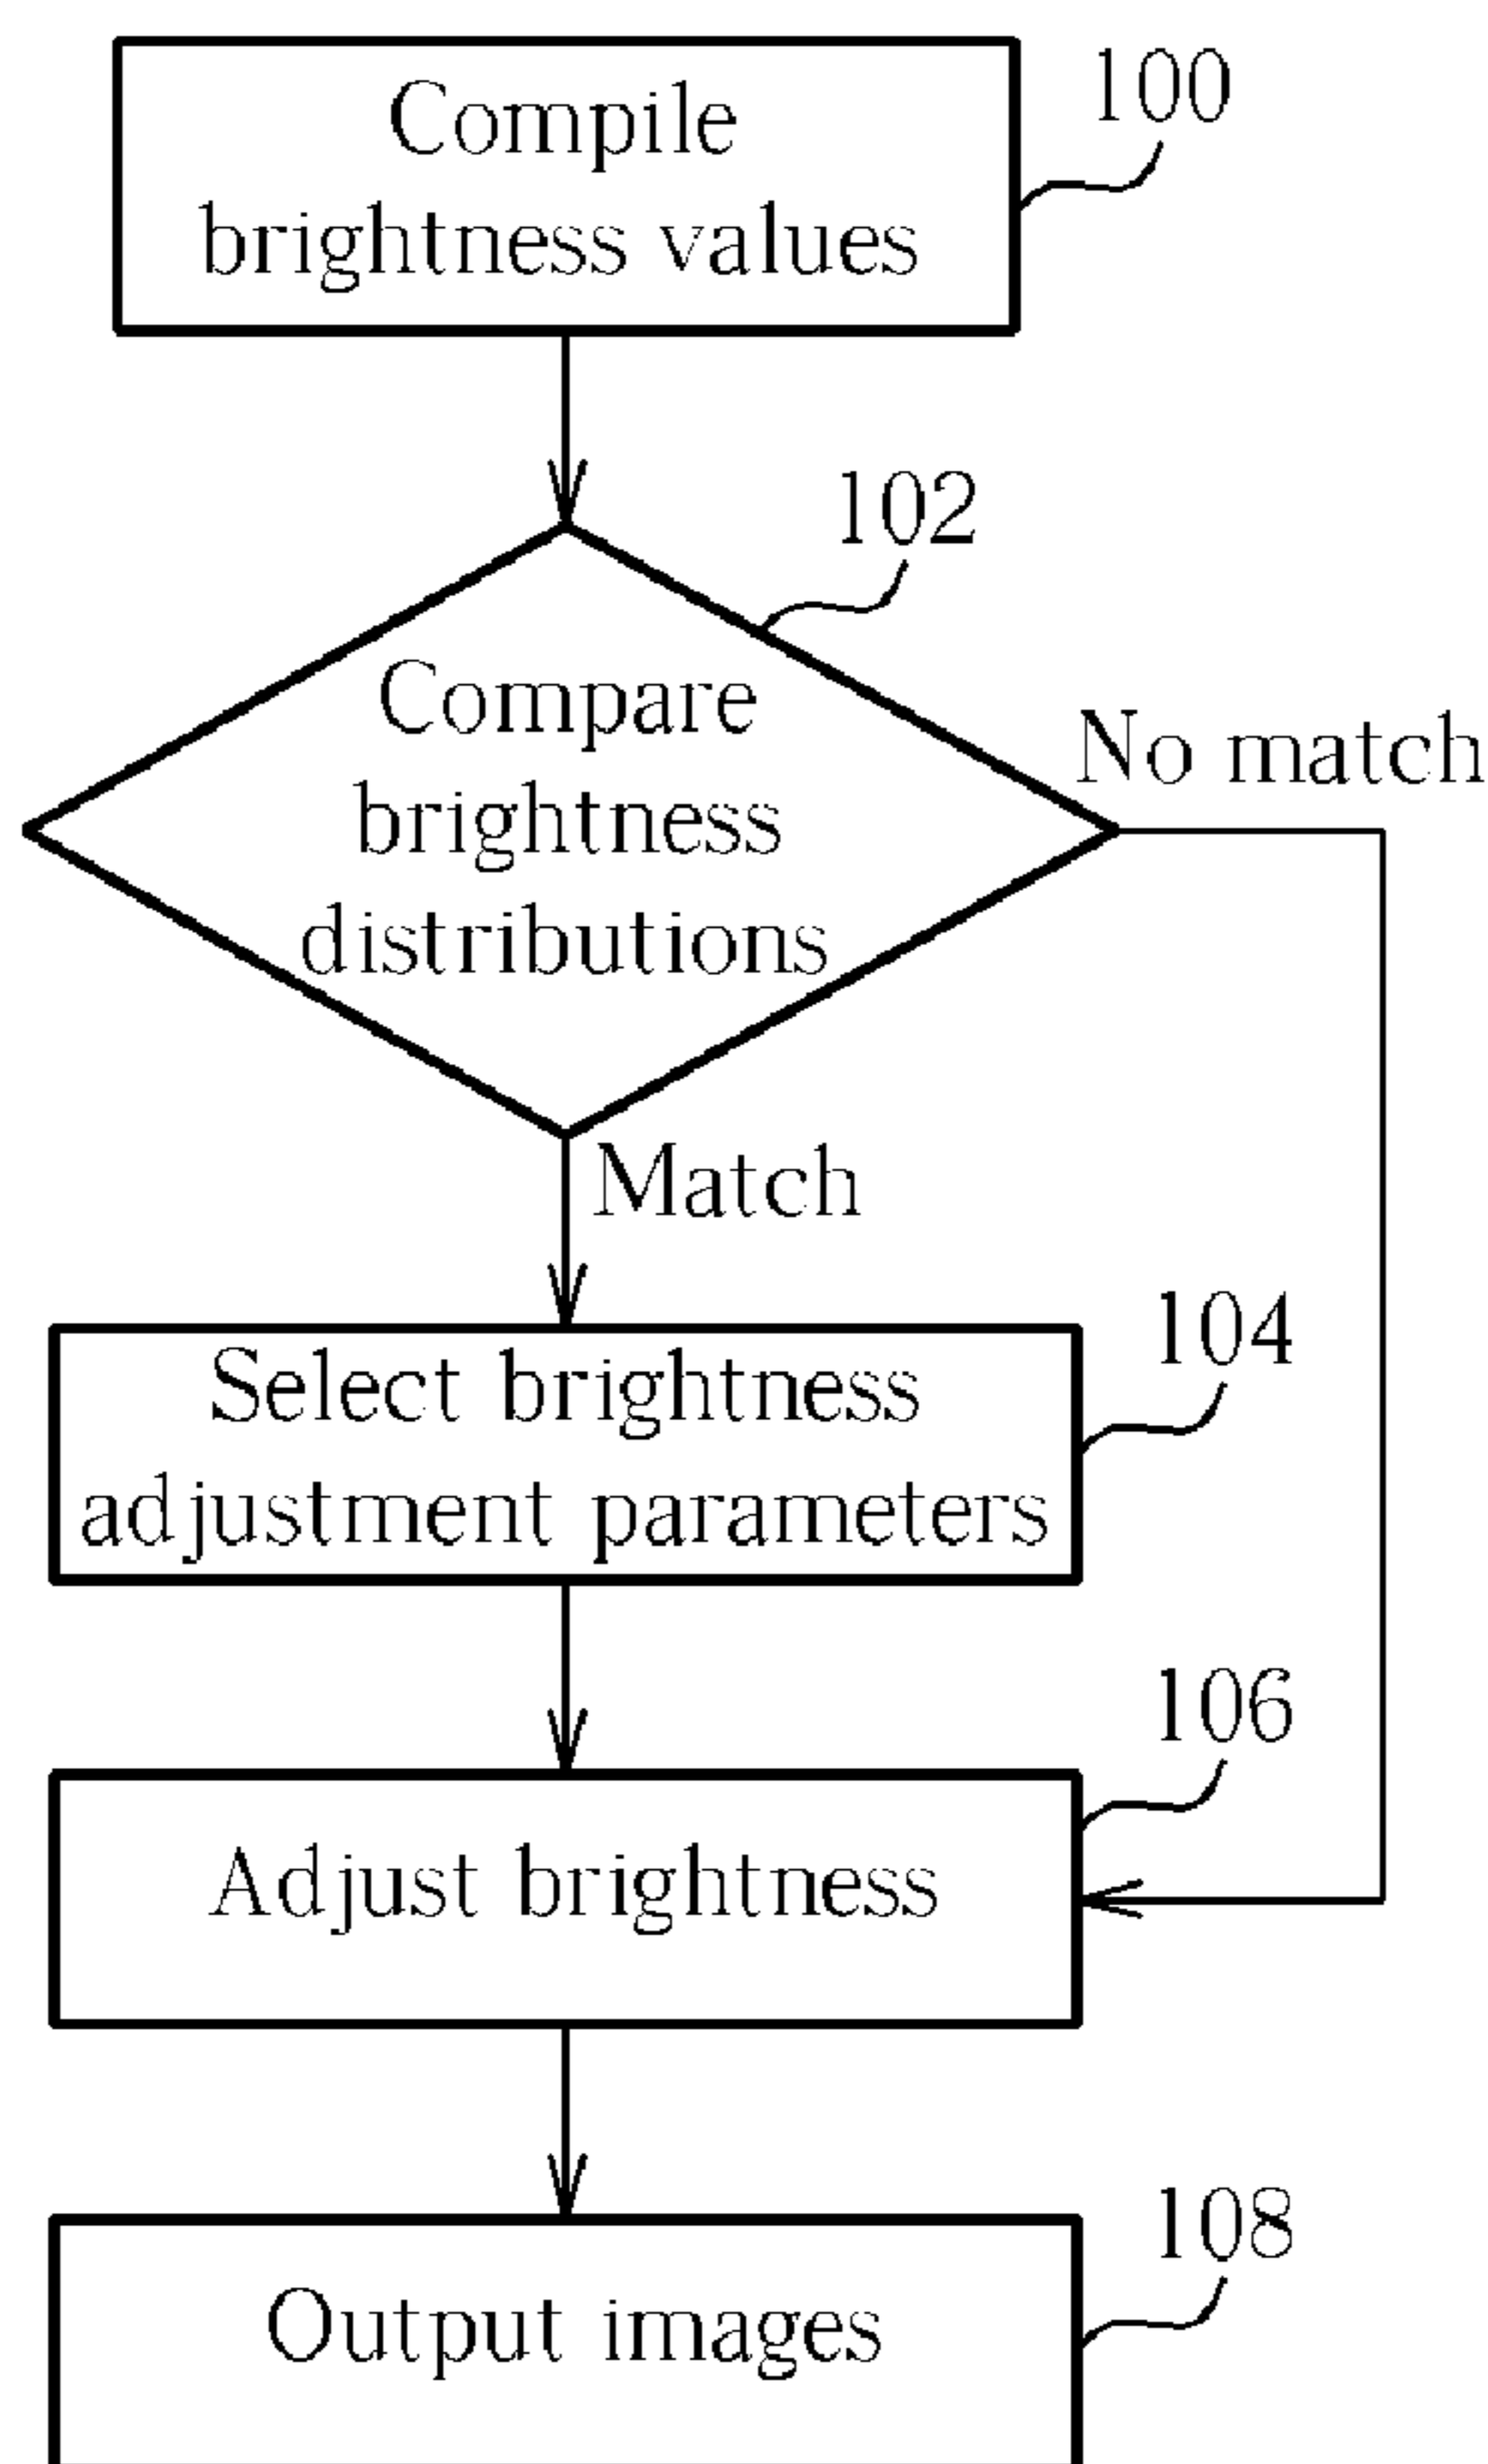 Compile
brightness values
100
102
Compare
brightness
distributions
No match
Match
104
Select brightness
adjustment parameters
106
Adjust brightness
108
Output images